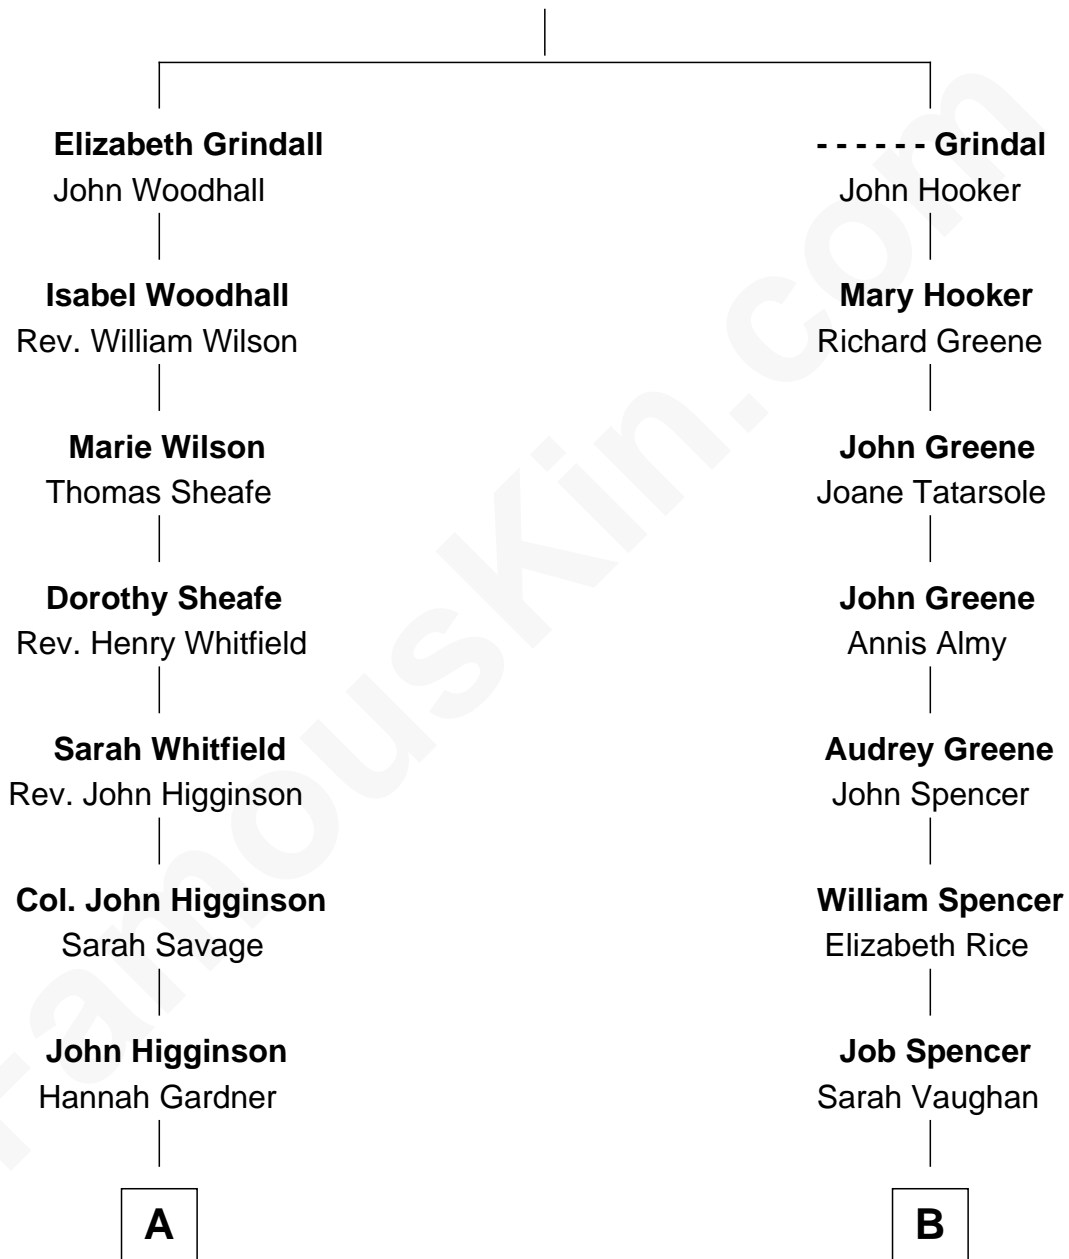 Elizabeth Grindall
John Woodhall
Isabel Woodhall
Rev. William Wilson
Marie Wilson
Thomas Sheafe
Dorothy Sheafe
Rev. Henry Whitfield
Sarah Whitfield
Rev. John Higginson
Col. John Higginson
Sarah Savage
John Higginson
Hannah Gardner
A
- - - - - - Grindal
John Hooker
Mary Hooker
Richard Greene
John Greene
Joane Tatarsole
John Greene
Annis Almy
Audrey Greene
John Spencer
William Spencer
Elizabeth Rice
Job Spencer
Sarah Vaughan
B
FamousKin.com